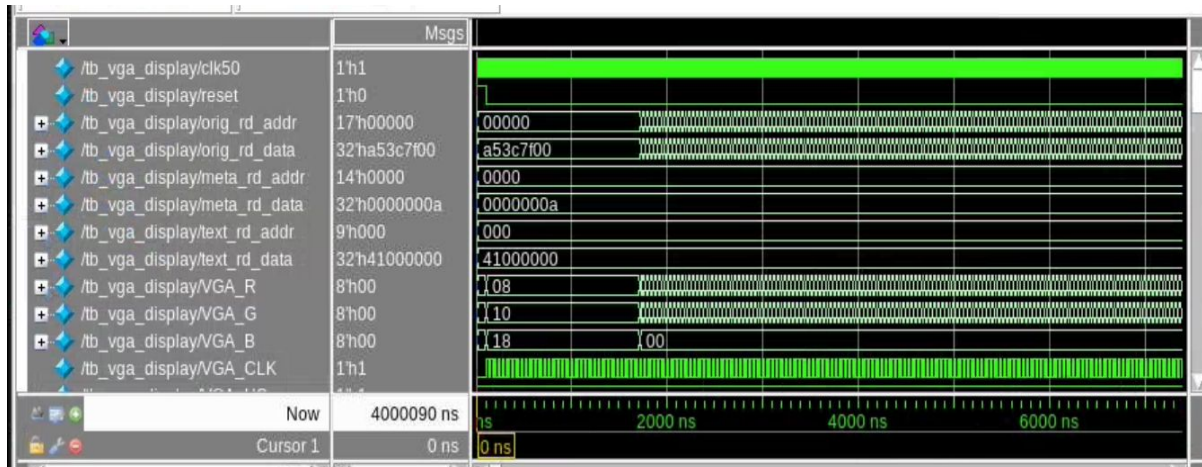 Msgs
/tb_vga_display/clk50 1'h1
/tb_vga_display/reset 1'h0
/tb_vga_display/orig_rd_addr 17'h00000 00000
/tb_vga_display/orig_rd_data 32'ha53c7f00 a53c7f00
/tb_vga_display/meta_rd_addr 14'h0000 0000
/tb_vga_display/meta_rd_data 32'h0000000a 0000000a
/tb_vga_display/text_rd_addr 9'h000 000
/tb_vga_display/text_rd_data 32'h41000000 41000000
/tb_vga_display/VGA_R 8'h00 08
/tb_vga_display/VGA_G 8'h00 10
/tb_vga_display/VGA_B 8'h00 18 00
/tb_vga_display/VGA_CLK 1'h1
Now 4000090 ns ns 2000 ns 4000 ns 6000 ns
Cursor 1 0 ns 0 ns